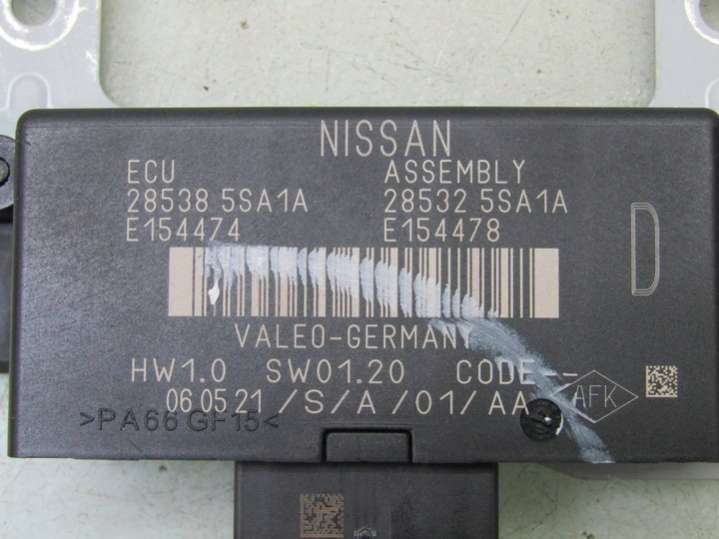 NISSAN
ECU ASSEMBLY
28538 5SA1A 28532 5SA1A
E154474 E154478
D
VALEO-GERMANY
HW1.0 SW01.20 CODE--
06 05 21 /S/A/01/AA
AFK
>PA66 GF15<